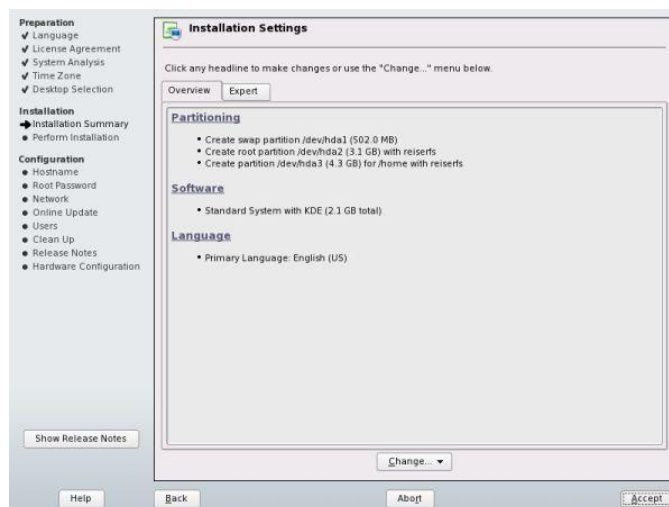 Preparation
Language
License Agreement
System Analysis
Time Zone
Desktop Selection
Installation
Installation Summary
Perform Installation
Configuration
Hostname
Root Password
Network
Online Update
Users
Clean Up
Release Notes
Hardware Configuration
Show Release Notes
Installation Settings
Click any headline to make changes or use the "Change..." menu below.
Overview Expert
Partitioning
• Create swap partition /dev/hda1 (502.0 MB)
• Create root partition /dev/hda2 (3.1 GB) with reiserfs
• Create partition /dev/hda3 (4.3 GB) for /home with reiserfs
Software
• Standard System with KDE (2.1 GB total)
Language
• Primary Language: English (US)
Change...
Help Back Abort Accept